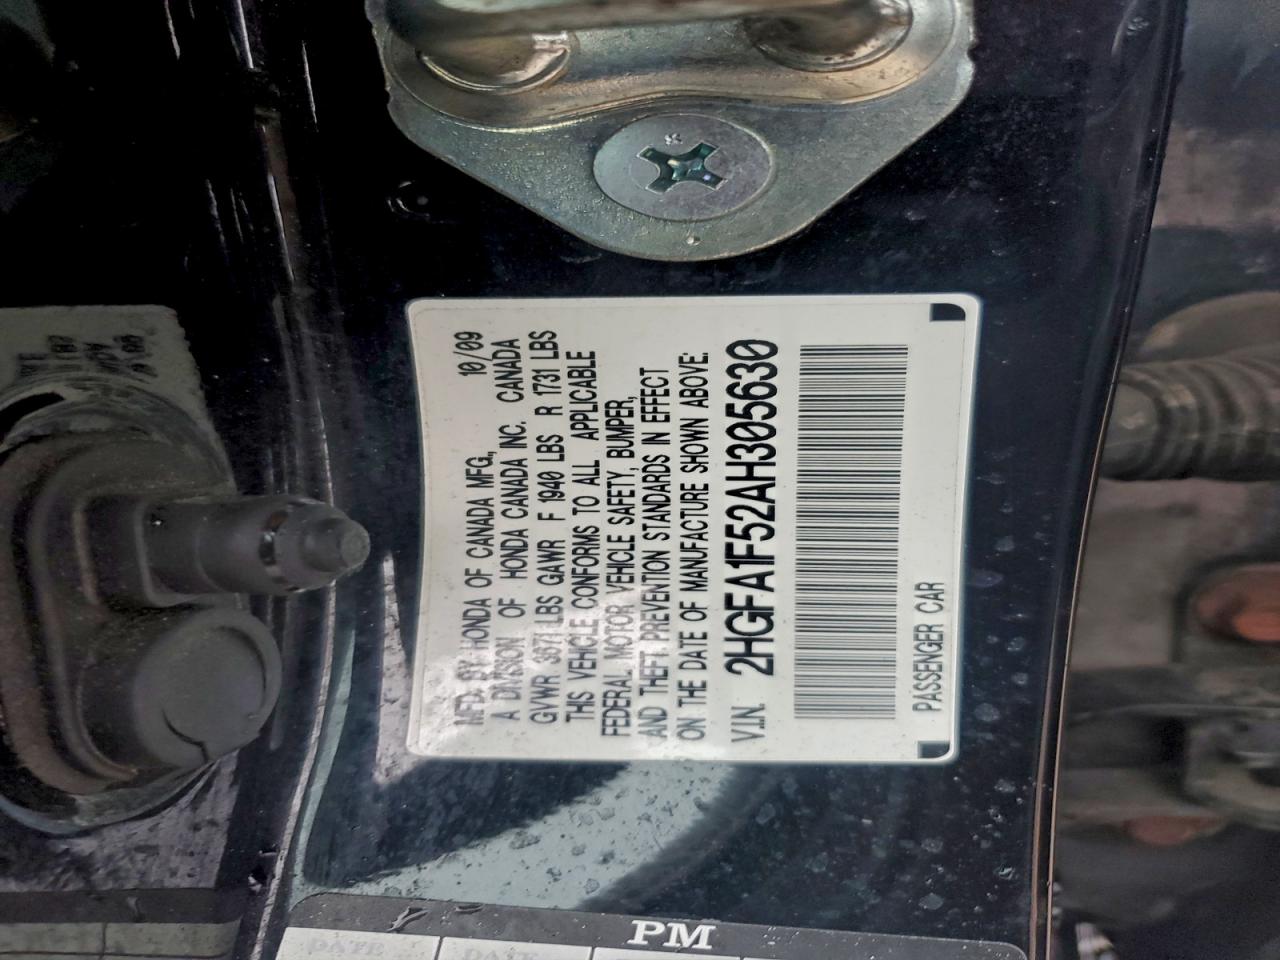 MFD. BY HONDA OF CANADA MFG., 10/09
A DIVISION OF HONDA CANADA INC. CANADA
GVWR 3671 LBS GAWR F 1940 LBS R 1731 LBS
THIS VEHICLE CONFORMS TO ALL APPLICABLE
FEDERAL MOTOR VEHICLE SAFETY, BUMPER,
AND THEFT PREVENTION STANDARDS IN EFFECT
ON THE DATE OF MANUFACTURE SHOWN ABOVE:
V.I.N. 2HGFA1F52AH305630
PASSENGER CAR
PM
DATE
DATE